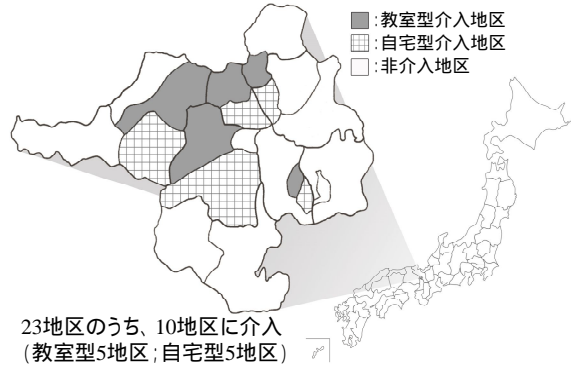 :教室型介入地区
:自宅型介入地区
:非介入地区
23地区のうち、10地区に介入
(教室型5地区;自宅型5地区)